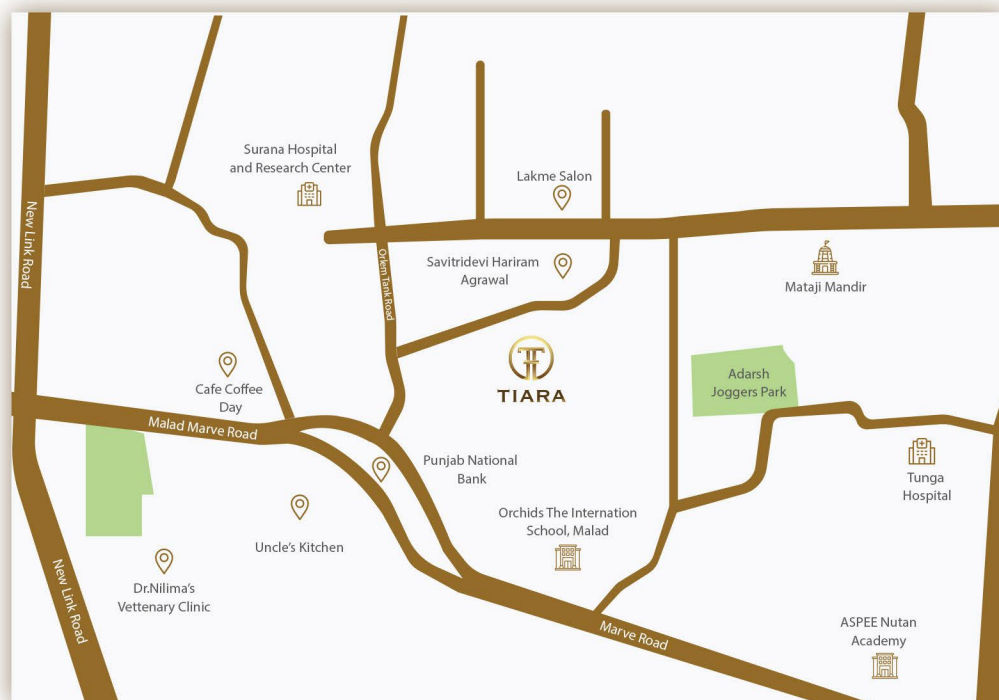 Surana Hospital
and Research Center
Lakme Salon
New Link Road
Orlem Tank Road
Savitridevi Hariram
Agrawal
Mataji Mandir
TIARA
Adarsh
Joggers Park
Cafe Coffee
Day
Malad Marve Road
Punjab National
Bank
Tunga
Hospital
Orchids The Internation
School, Malad
Uncle's Kitchen
Dr.Nilima's
Vettenary Clinic
New Link Road
Marve Road
ASPEE Nutan
Academy